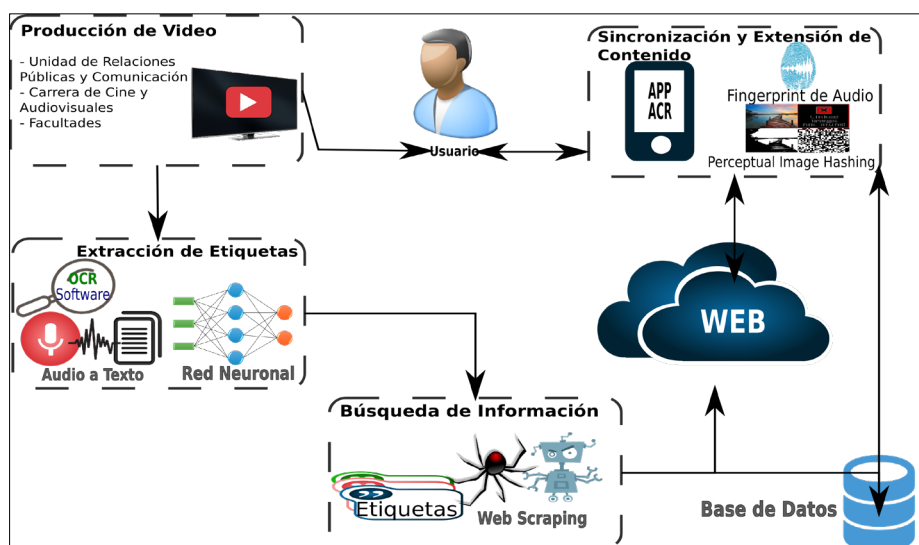 Producción de Video
- Unidad de Relaciones
Públicas y Comunicación
- Carrera de Cine y
Audiovisuales
- Facultades
Usuario
Sincronización y Extensión de
Contenido
APP
ACR
Fingerprint de Audio
Perceptual Image Hashing
Extracción de Etiquetas
OCR
Software
Audio a Texto
Red Neuronal
WEB
Búsqueda de Información
Etiquetas
Web Scraping
Base de Datos